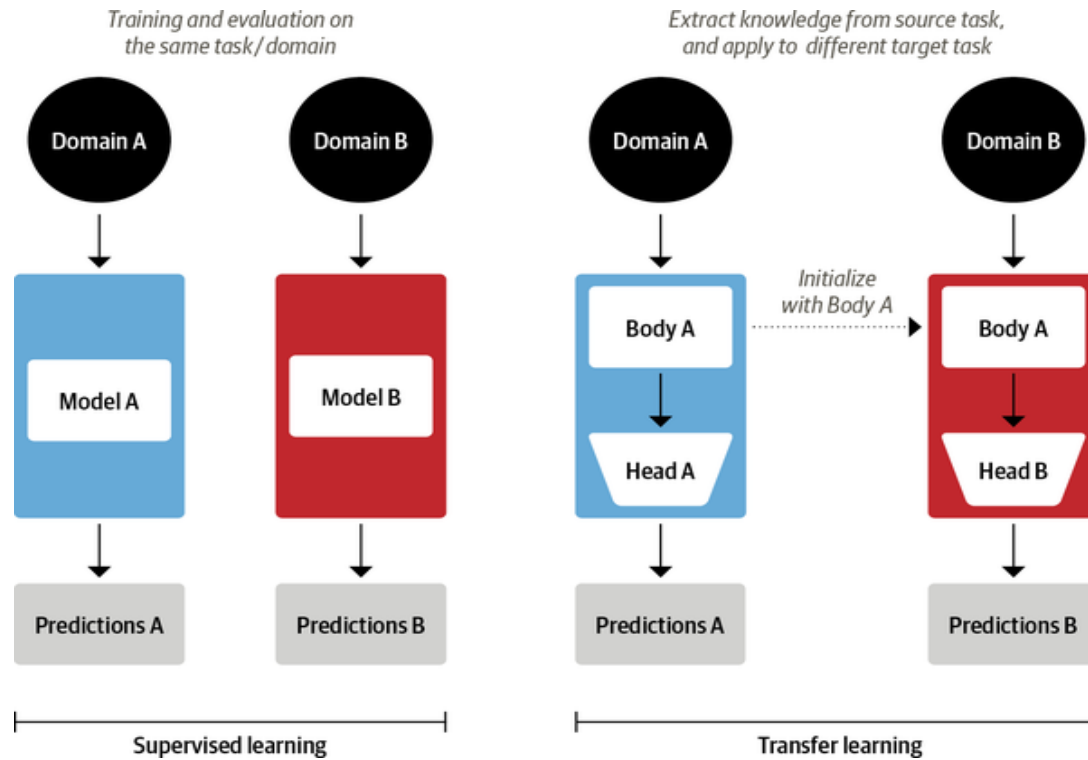 Training and evaluation on
the same task/domain
Extract knowledge from source task,
and apply to different target task
Domain A
Domain B
Domain A
Domain B
Initialize
with Body A
Body A
Body A
Model A
Model B
Head A
Head B
Predictions A
Predictions B
Predictions A
Predictions B
Supervised learning
Transfer learning